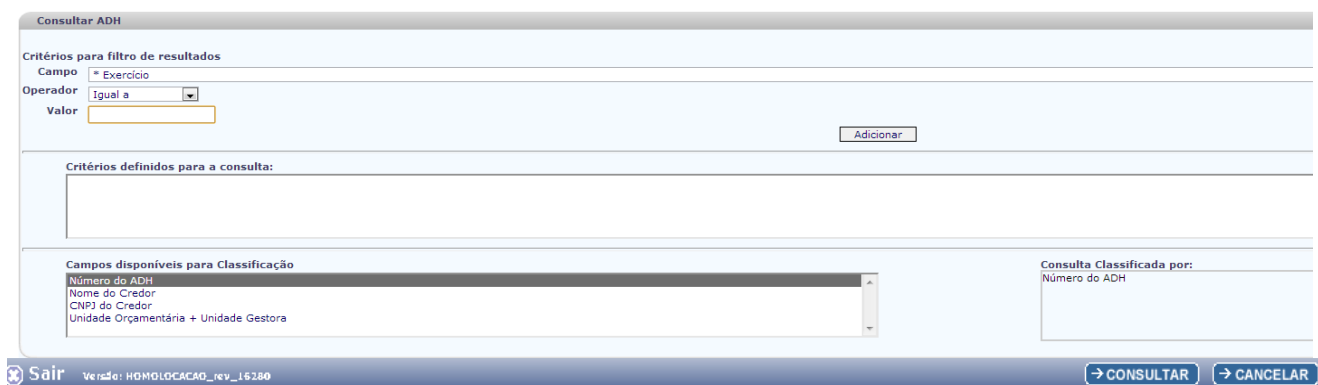 Consultar ADH
Critérios para filtro de resultados
Campo * Exercício
Operador Igual a
Valor
Adicionar
Critérios definidos para a consulta:
Campos disponíveis para Classificação
Número do ADH
Nome do Credor
CNPJ do Credor
Unidade Orçamentária + Unidade Gestora
Consulta Classificada por:
Número do ADH
Sair Versão: HOMOLOCACAO_rev_16280
→ CONSULTAR → CANCELAR